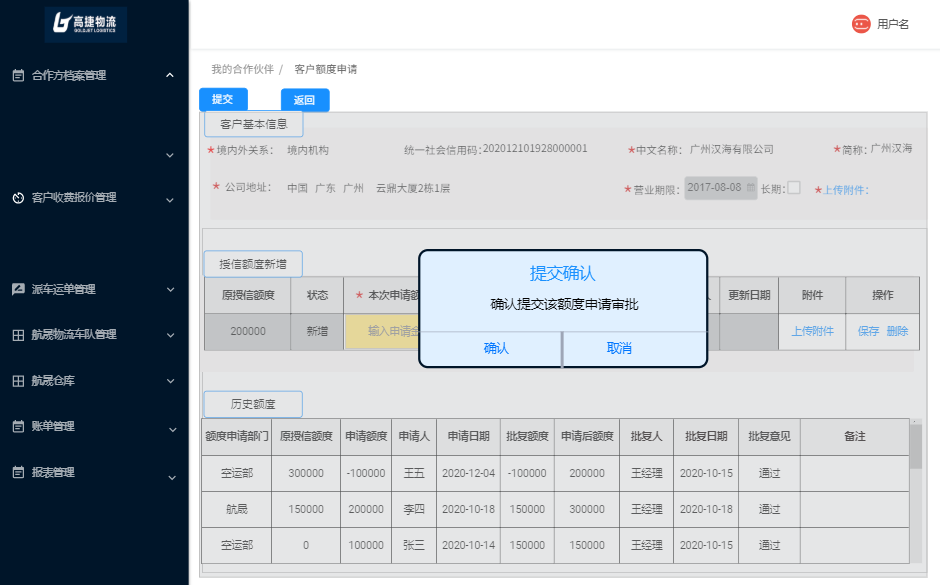 高捷物流
GOLDJET LOGISTICS
用户名
合作方档案管理
客户收费报价管理
派车运单管理
航晟物流车队管理
航晟仓库
账单管理
报表管理
我的合作伙伴 / 客户额度申请
提交 返回
客户基本信息
*境内外关系: 境内机构 统一社会信用码:202012101928000001 *中文名称: 广州汉海有限公司 *简称: 广州汉海
* 公司地址: 中国 广东 广州 云鼎大厦2栋1层 *营业期限: 2017-08-08 长期: *上传附件:
授信额度新增
原授信额度 状态 * 本次申请额 更新日期 附件 操作
200000 新增 输入申请金 上传附件 保存 删除
提交确认
确认提交该额度申请审批
确认 取消
历史额度
额度申请部门 原授信额度 申请额度 申请人 申请日期 批复额度 申请后额度 批复人 批复日期 批复意见 备注
空运部 300000 -100000 王五 2020-12-04 -100000 200000 王经理 2020-10-15 通过
航晟 150000 200000 李四 2020-10-18 150000 300000 王经理 2020-10-18 通过
空运部 0 100000 张三 2020-10-14 150000 150000 王经理 2020-10-15 通过